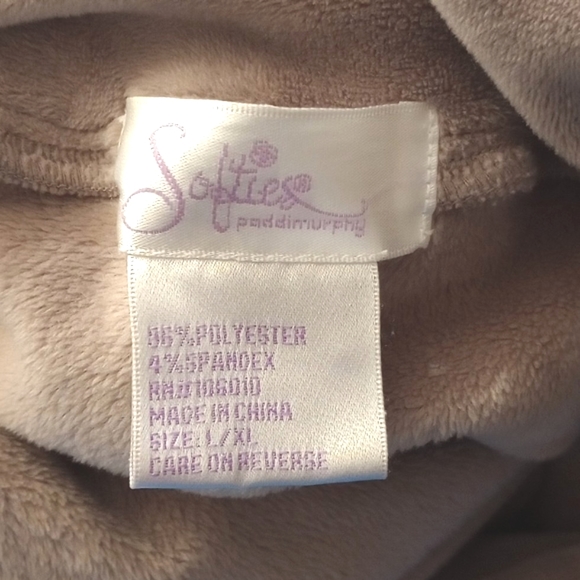 Softies®
paddimurphy
96%POLYESTER
4%SPANDEX
RN#106010
MADE IN CHINA
SIZE: L/XL
CARE ON REVERSE